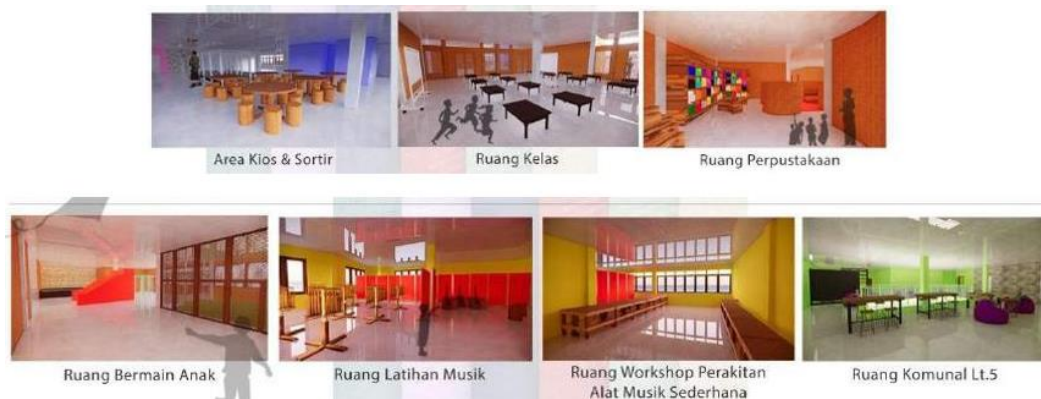 Area Kios & Sortir
Ruang Kelas
Ruang Perpustakaan
Ruang Bermain Anak
Ruang Latihan Musik
Ruang Workshop Perakitan
Alat Musik Sederhana
Ruang Komunal Lt.5